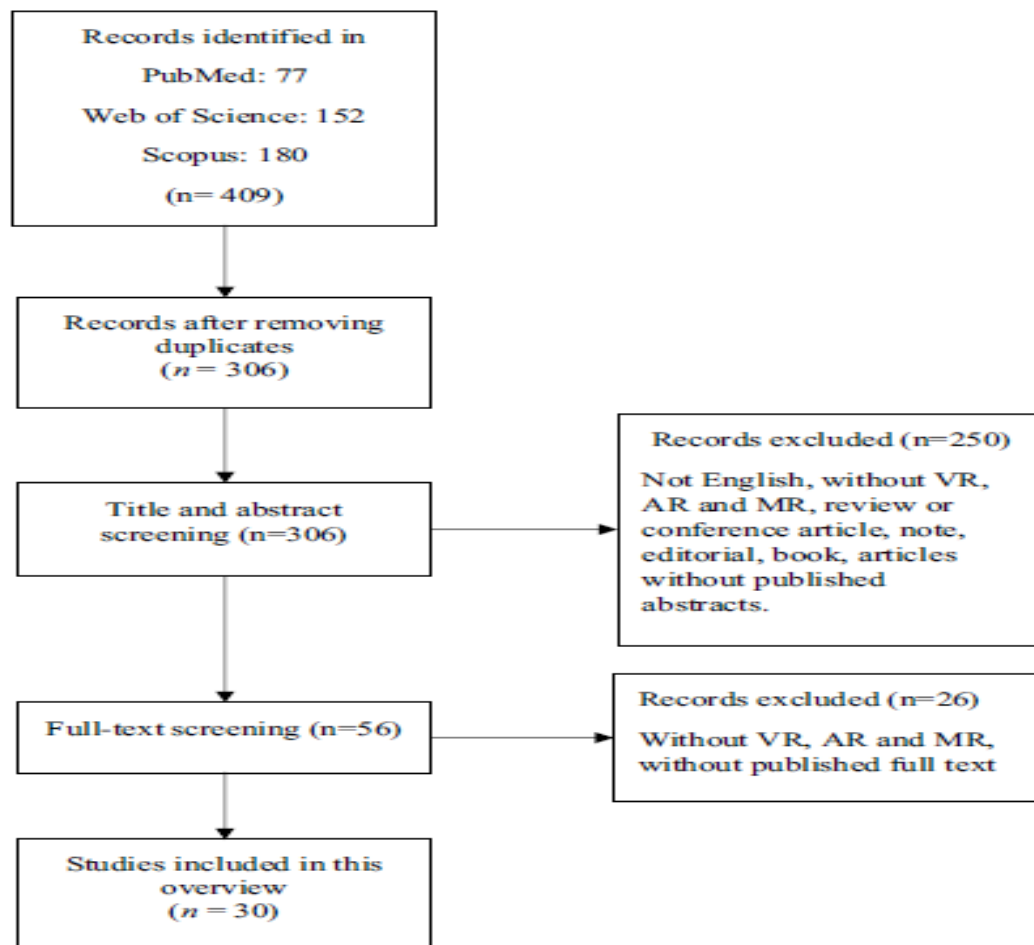 Records identified in
PubMed: 77
Web of Science: 152
Scopus: 180
(n= 409)
Records after removing
duplicates
(n = 306)
Title and abstract
screening (n=306)
Records excluded (n=250)
Not English, without VR,
AR and MR, review or
conference article, note,
editorial, book, articles
without published
abstracts.
Full-text screening (n=56)
Records excluded (n=26)
Without VR, AR and MR,
without published full text
Studies included in this
overview
(n = 30)